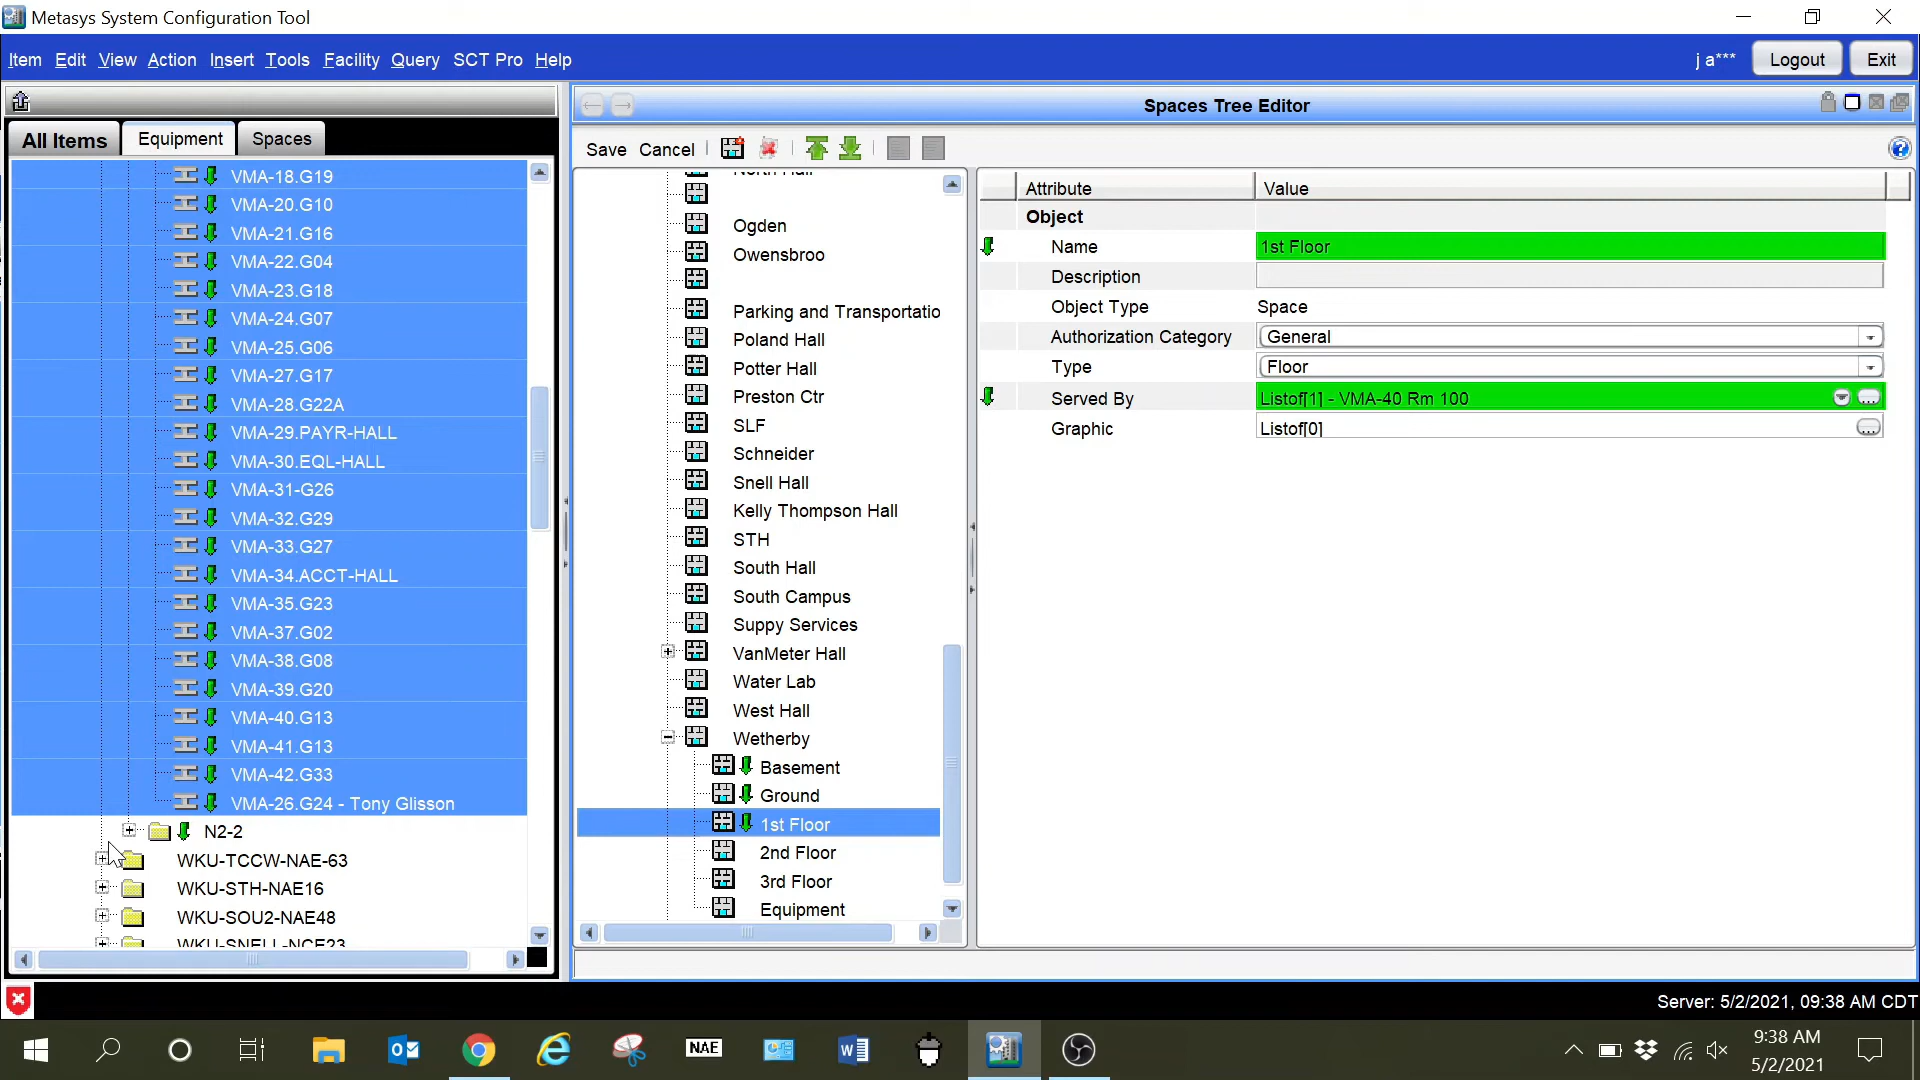 Metasys System Configuration Tool
Item Edit View Action Insert Tools Facility Query SCT Pro Help
j a***
Logout
Exit
All Items
Equipment
Spaces
VMA-18.G19
VMA-20.G10
VMA-21.G16
VMA-22.G04
VMA-23.G18
VMA-24.G07
VMA-25.G06
VMA-27.G17
VMA-28.G22A
VMA-29.PAYR-HALL
VMA-30.EQL-HALL
VMA-31-G26
VMA-32.G29
VMA-33.G27
VMA-34.ACCT-HALL
VMA-35.G23
VMA-37.G02
VMA-38.G08
VMA-39.G20
VMA-40.G13
VMA-41.G13
VMA-42.G33
VMA-26.G24 - Tony Glisson
N2-2
WKU-TCCW-NAE-63
WKU-STH-NAE16
WKU-SOU2-NAE48
WKU-SNELL-NCE23
Spaces Tree Editor
Save Cancel
North Hall
Ogden
Owensbroo
Parking and Transportatio
Poland Hall
Potter Hall
Preston Ctr
SLF
Schneider
Snell Hall
Kelly Thompson Hall
STH
South Hall
South Campus
Suppy Services
VanMeter Hall
Water Lab
West Hall
Wetherby
Basement
Ground
1st Floor
2nd Floor
3rd Floor
Equipment
Attribute Value
Object
Name 1st Floor
Description
Object Type Space
Authorization Category General
Type Floor
Served By Listof[1] - VMA-40 Rm 100
Graphic Listof[0]
Server: 5/2/2021, 09:38 AM CDT
NAE
9:38 AM
5/2/2021